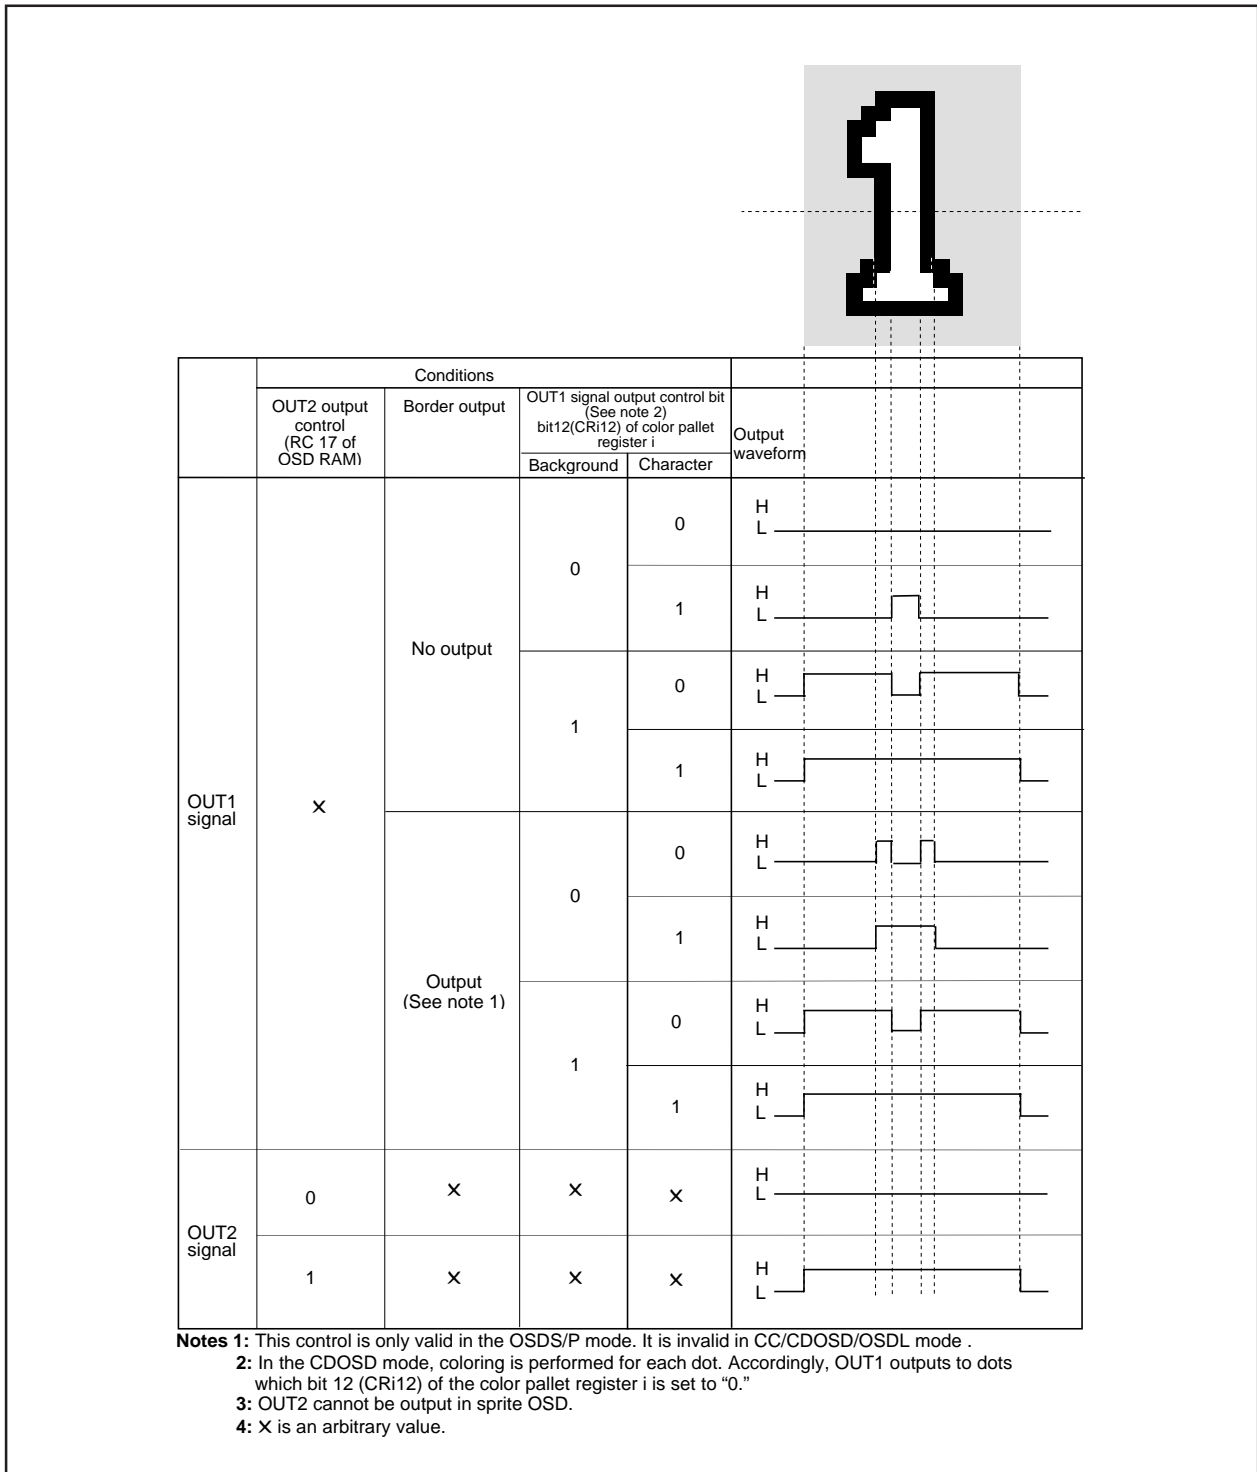 1
Conditions
OUT2 output
control
(RC 17 of
OSD RAM)
Border output
OUT1 signal output control bit
(See note 2)
bit12(CRi12) of color pallet
register i
Background
Character
Output
waveform
OUT1
signal
X
No output
0
0
H
L
1
H
L
1
0
H
L
1
H
L
Output
(See note 1)
0
0
H
L
1
H
L
1
0
H
L
1
H
L
OUT2
signal
0
X
X
X
H
L
1
X
X
X
H
L
Notes 1: This control is only valid in the OSDS/P mode. It is invalid in CC/CDOSD/OSDL mode .
2: In the CDOSD mode, coloring is performed for each dot. Accordingly, OUT1 outputs to dots
which bit 12 (CRi12) of the color pallet register i is set to “0.”
3: OUT2 cannot be output in sprite OSD.
4: X is an arbitrary value.